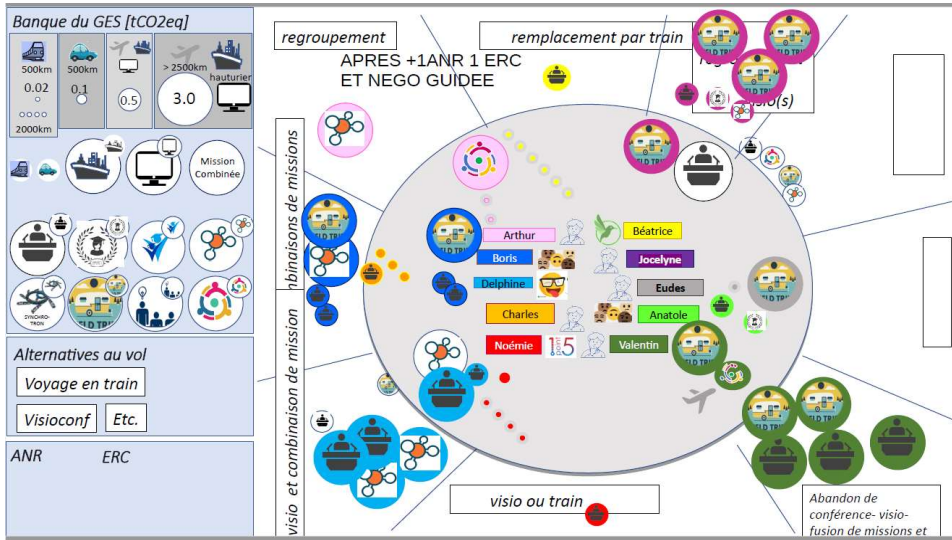 Banque du GES [tCO2eq]
500km
0.02
2000km
500km
0.1
0.5
> 2500km
hauturier
3.0
Mission
Combinée
SYNCHRO-
TRON
Alternatives au vol
Voyage en train
Visioconf
Etc.
ANR
ERC
regroupement
remplacement par train
APRES +1ANR 1 ERC
ET NEGO GUIDEE
binaisons de missions
visio et combinaison de mission
Arthur
Béatrice
Boris
Jocelyne
Delphine
Eudes
Charles
Anatole
Noémie
Valentin
visio ou train
Abandon de
conférence- visio-
fusion de missions et